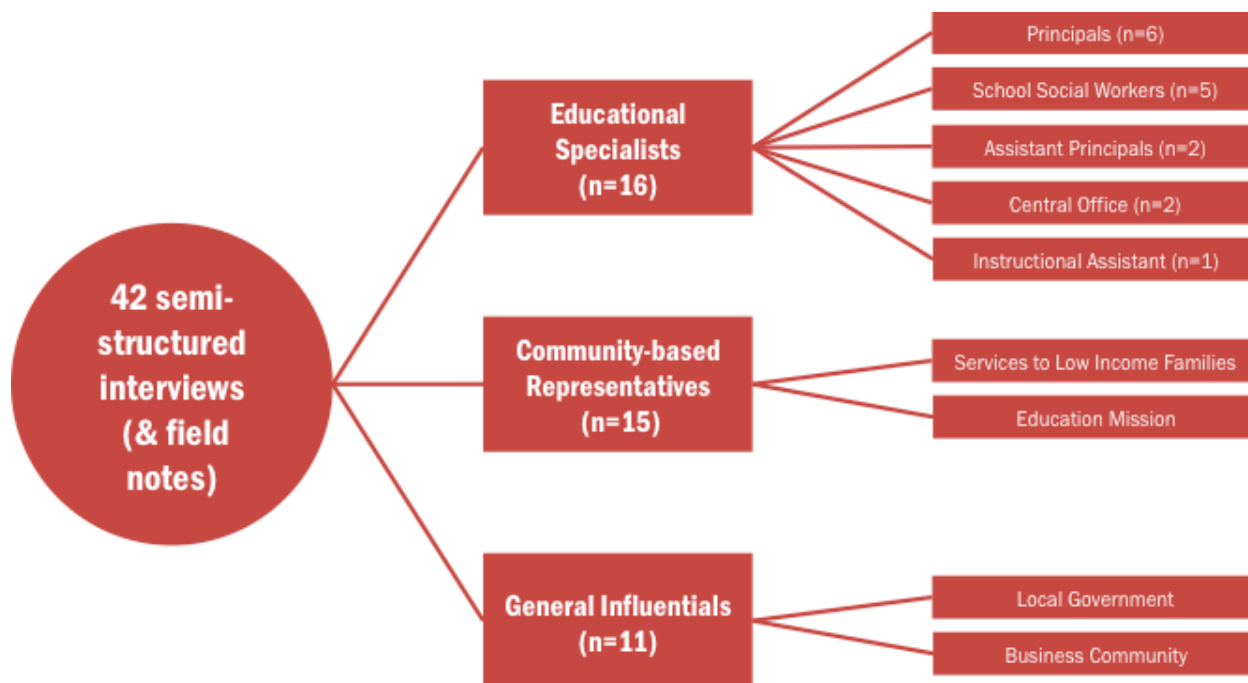 42 semi-
structured
interviews
(& field
notes)
Educational
Specialists
(n=16)
Principals (n=6)
School Social Workers (n=5)
Assistant Principals (n=2)
Central Office (n=2)
Instructional Assistant (n=1)
Community-based
Representatives
(n=15)
Services to Low Income Families
Education Mission
General Influentials
(n=11)
Local Government
Business Community